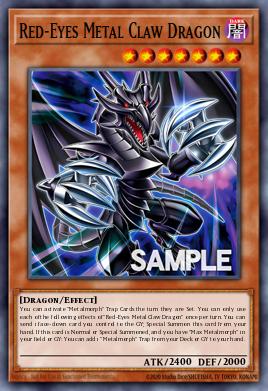 RED-EYES METAL CLAW DRAGON
DARK
闇
SAMPLE
[DRAGON/EFFECT]
You can activate "Metalmorph" Trap Cards the turn they are Set. You can only use
each of the following effects of "Red-Eyes Metal Claw Dragon" once per turn. You can
send 1 face-down card you control to the GY; Special Summon this card from your
hand. If this card is Normal or Special Summoned, and you have "Max Metalmorph" in
your field or GY: You can add 1 "Metalmorph" Trap from your Deck or GY to your hand.
ATK/2400 DEF/2000
©2020 Studio Dice/SHUEISHA, TV TOKYO, KONAMI